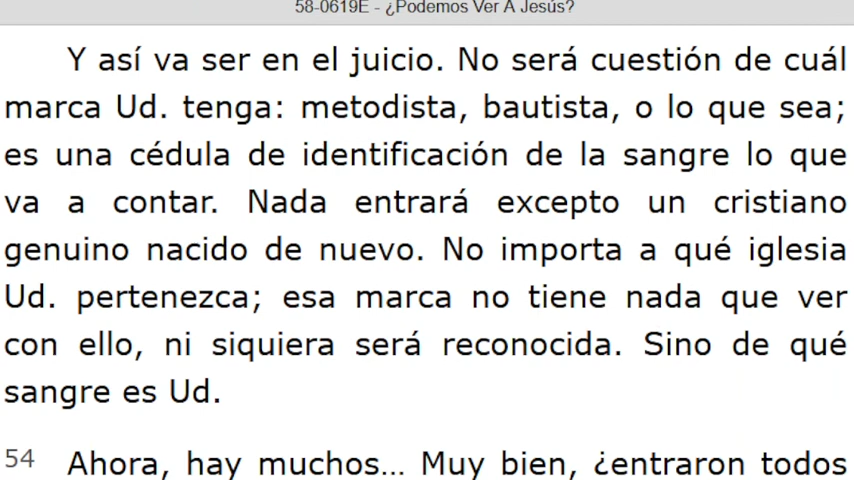 58-0619E - ¿Podemos Ver A Jesús?
Y así va ser en el juicio. No será cuestión de cuál
marca Ud. tenga: metodista, bautista, o lo que sea;
es una cédula de identificación de la sangre lo que
va a contar. Nada entrará excepto un cristiano
genuino nacido de nuevo. No importa a qué iglesia
Ud. pertenezca; esa marca no tiene nada que ver
con ello, ni siquiera será reconocida. Sino de qué
sangre es Ud.
54 Ahora, hay muchos... Muy bien, ¿entraron todos